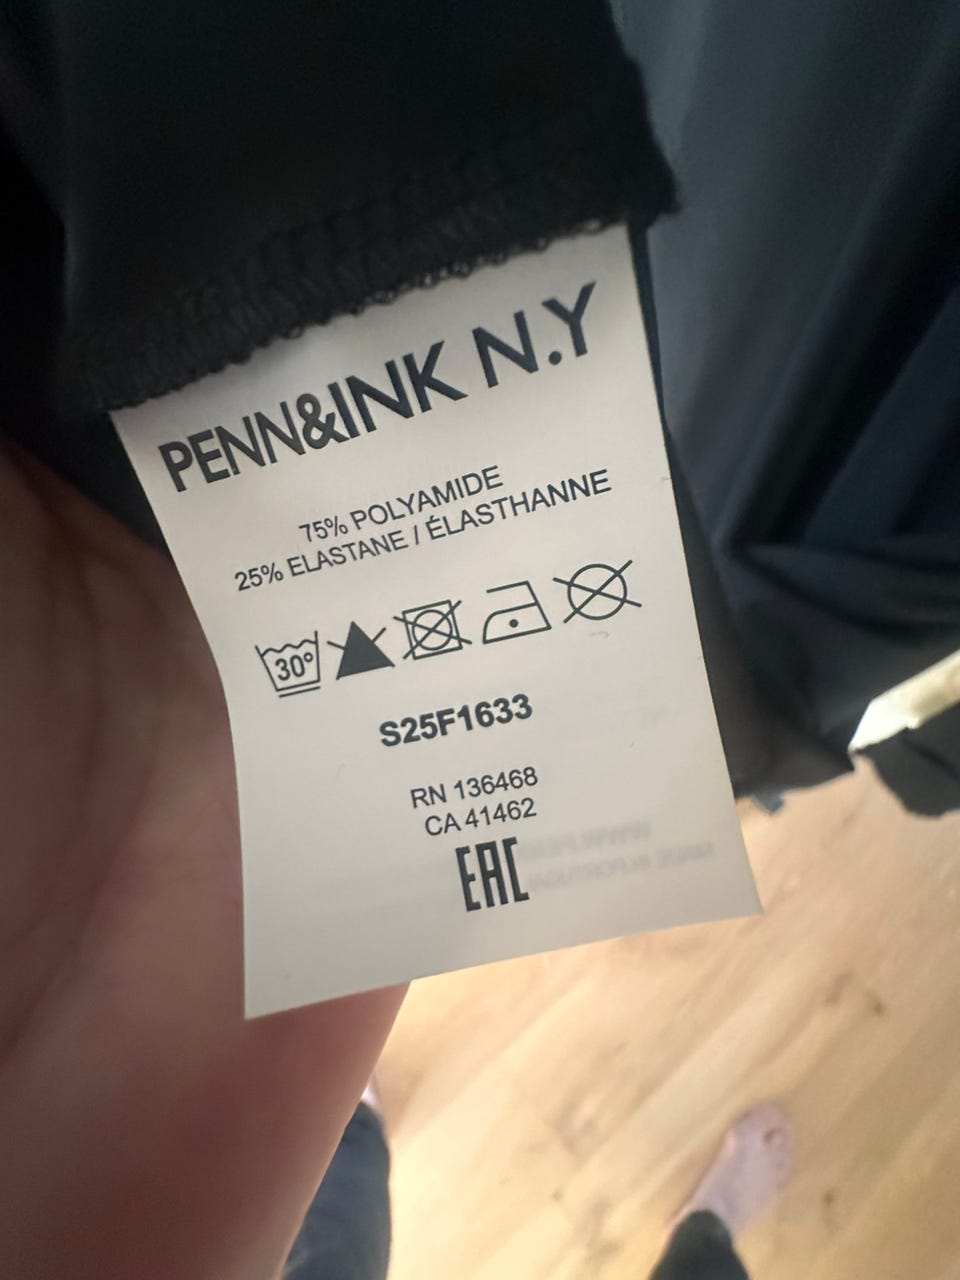 PENN&INK N.Y
75% POLYAMIDE
25% ELASTANE / ÉLASTHANNE
30°
S25F1633
RN 136468
CA 41462
EAC